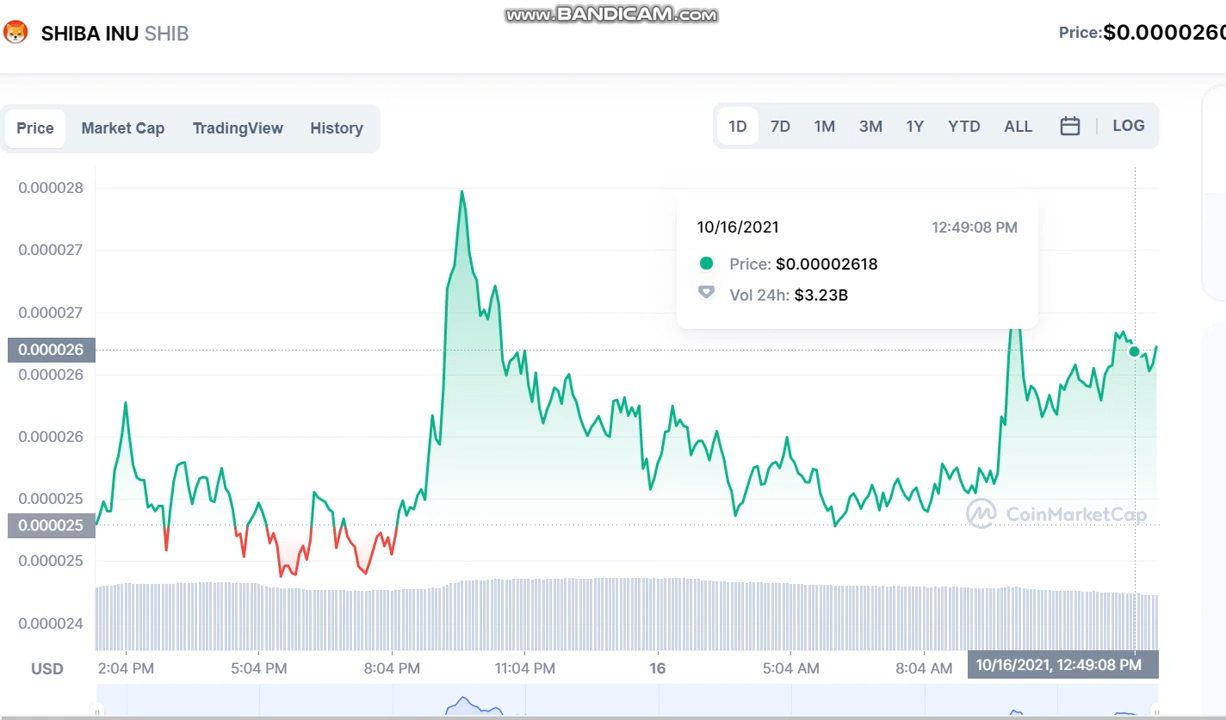 www.BANDICAM.com
SHIBA INU SHIB
Price:$0.0000260
Price Market Cap TradingView History
1D 7D 1M 3M 1Y YTD ALL LOG
0.000028
0.000027
0.000027
0.000026
0.000026
0.000026
0.000025
0.000025
0.000025
0.000024
10/16/2021 12:49:08 PM
Price: $0.00002618
Vol 24h: $3.23B
CoinMarketCap
USD 2:04 PM 5:04 PM 8:04 PM 11:04 PM 16 5:04 AM 8:04 AM 10/16/2021, 12:49:08 PM